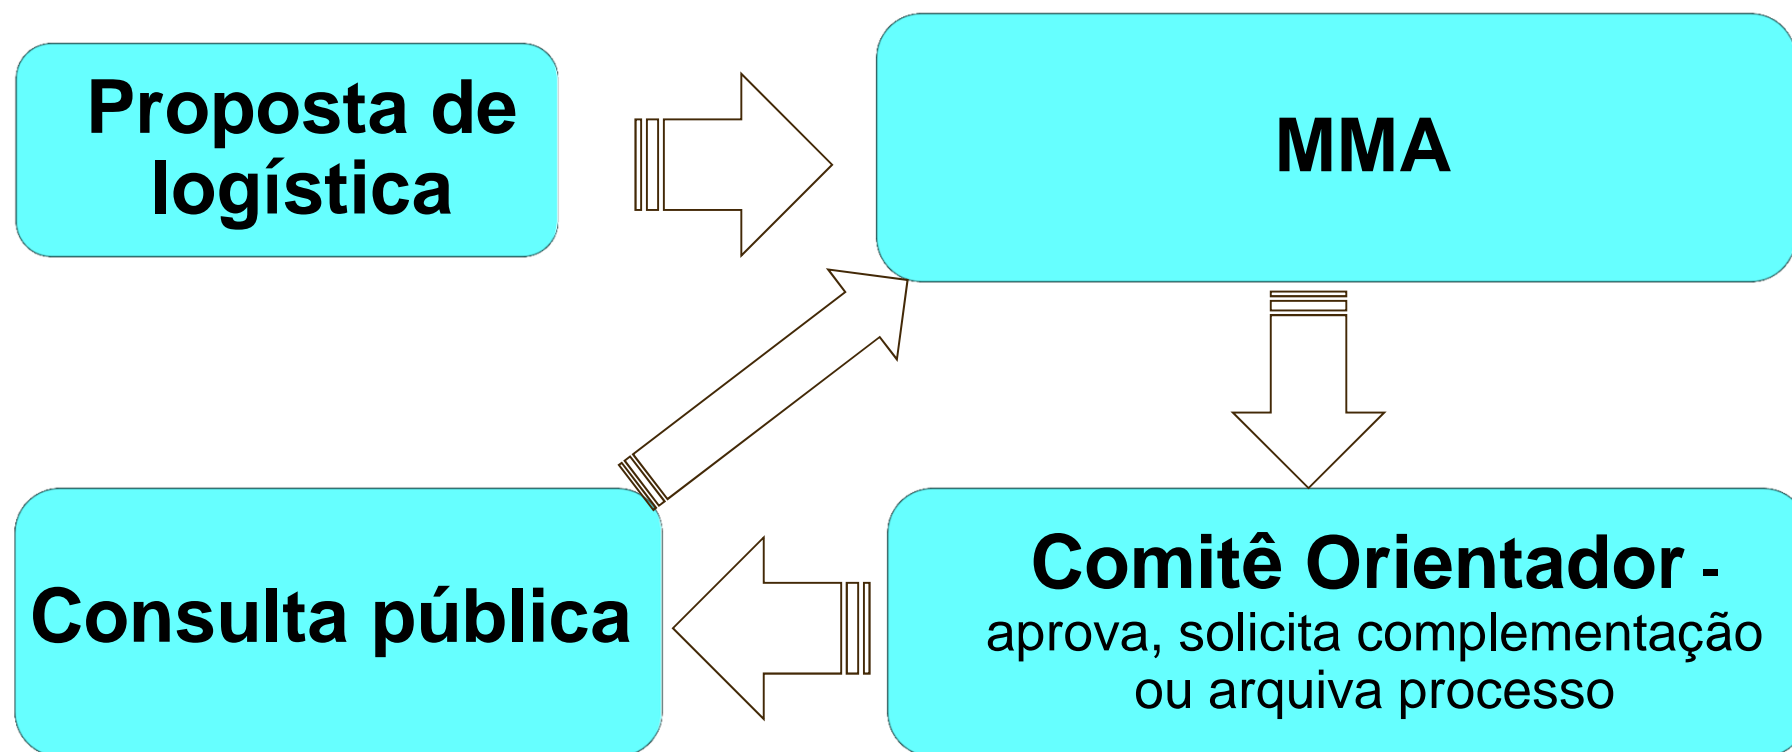 Proposta de
logística
MMA
Consulta pública
Comitê Orientador -
aprova, solicita complementação
ou arquiva processo